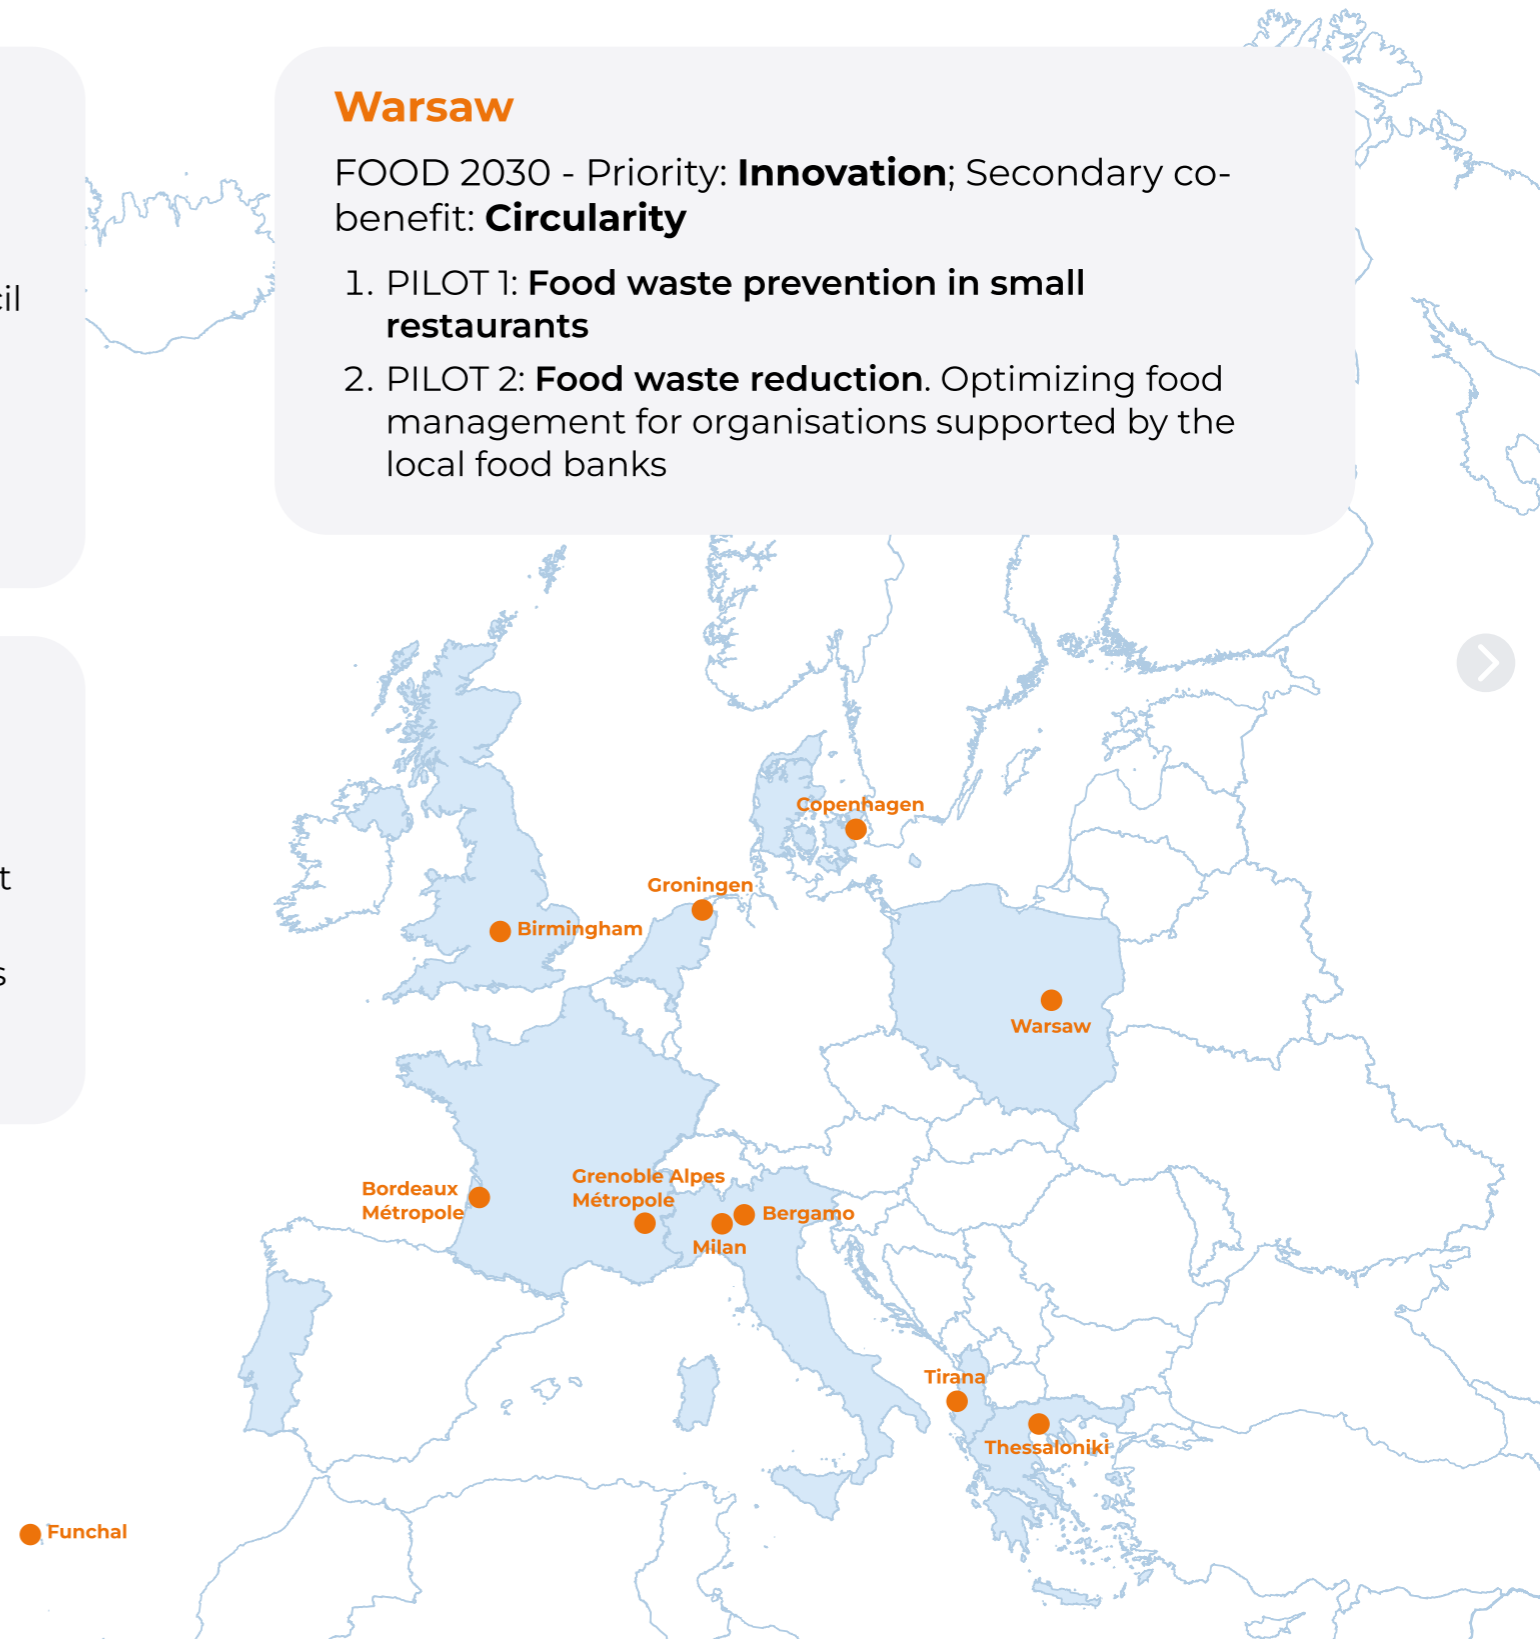 Warsaw
FOOD 2030 - Priority: Innovation; Secondary co-
benefit: Circularity
1. PILOT 1: Food waste prevention in small
restaurants
2. PILOT 2: Food waste reduction. Optimizing food
management for organisations supported by the
local food banks
Copenhagen
Groningen
Birmingham
Warsaw
Bordeaux
Métropole
Grenoble Alpes
Métropole
Bergamo
Milan
Tirana
Thessaloniki
Funchal